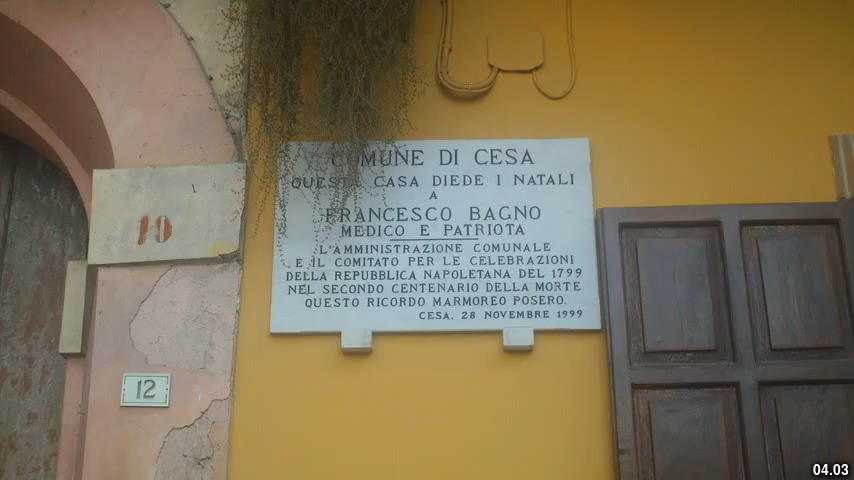 COMUNE DI CESA
QUESTA CASA DIEDE I NATALI
A
FRANCESCO BAGNO
MEDICO E PATRIOTA
L'AMMINISTRAZIONE COMUNALE
E IL COMITATO PER LE CELEBRAZIONI
DELLA REPUBBLICA NAPOLETANA DEL 1799
NEL SECONDO CENTENARIO DELLA MORTE
QUESTO RICORDO MARMOREO POSERO.
CESA, 28 NOVEMBRE 1999
10
12
04.03